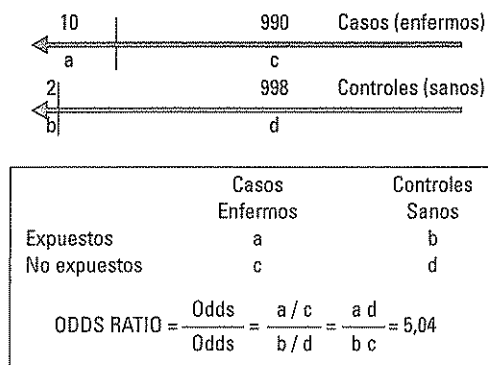 10 990 Casos (enfermos)
a c
2 998 Controles (sanos)
b d
Casos Controles
Enfermos Sanos
Expuestos a b
No expuestos c d
ODDS RATIO = Odds / Odds = a / c / b / d = a d / b c = 5,04